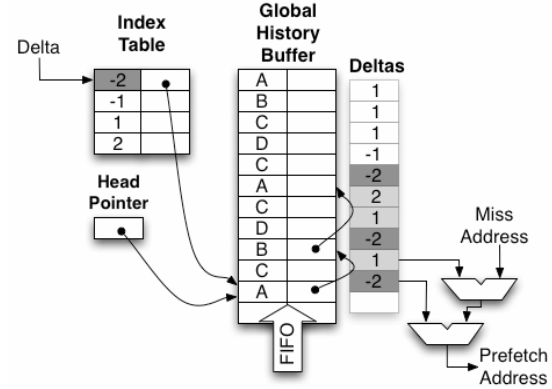 Delta
Index
Table
-2
-1
1
2
Head
Pointer
Global
History
Buffer
A
B
C
D
C
A
C
D
B
C
A
FIFO
Deltas
1
1
1
-1
-2
2
1
-2
1
-2
Miss
Address
Prefetch
Address